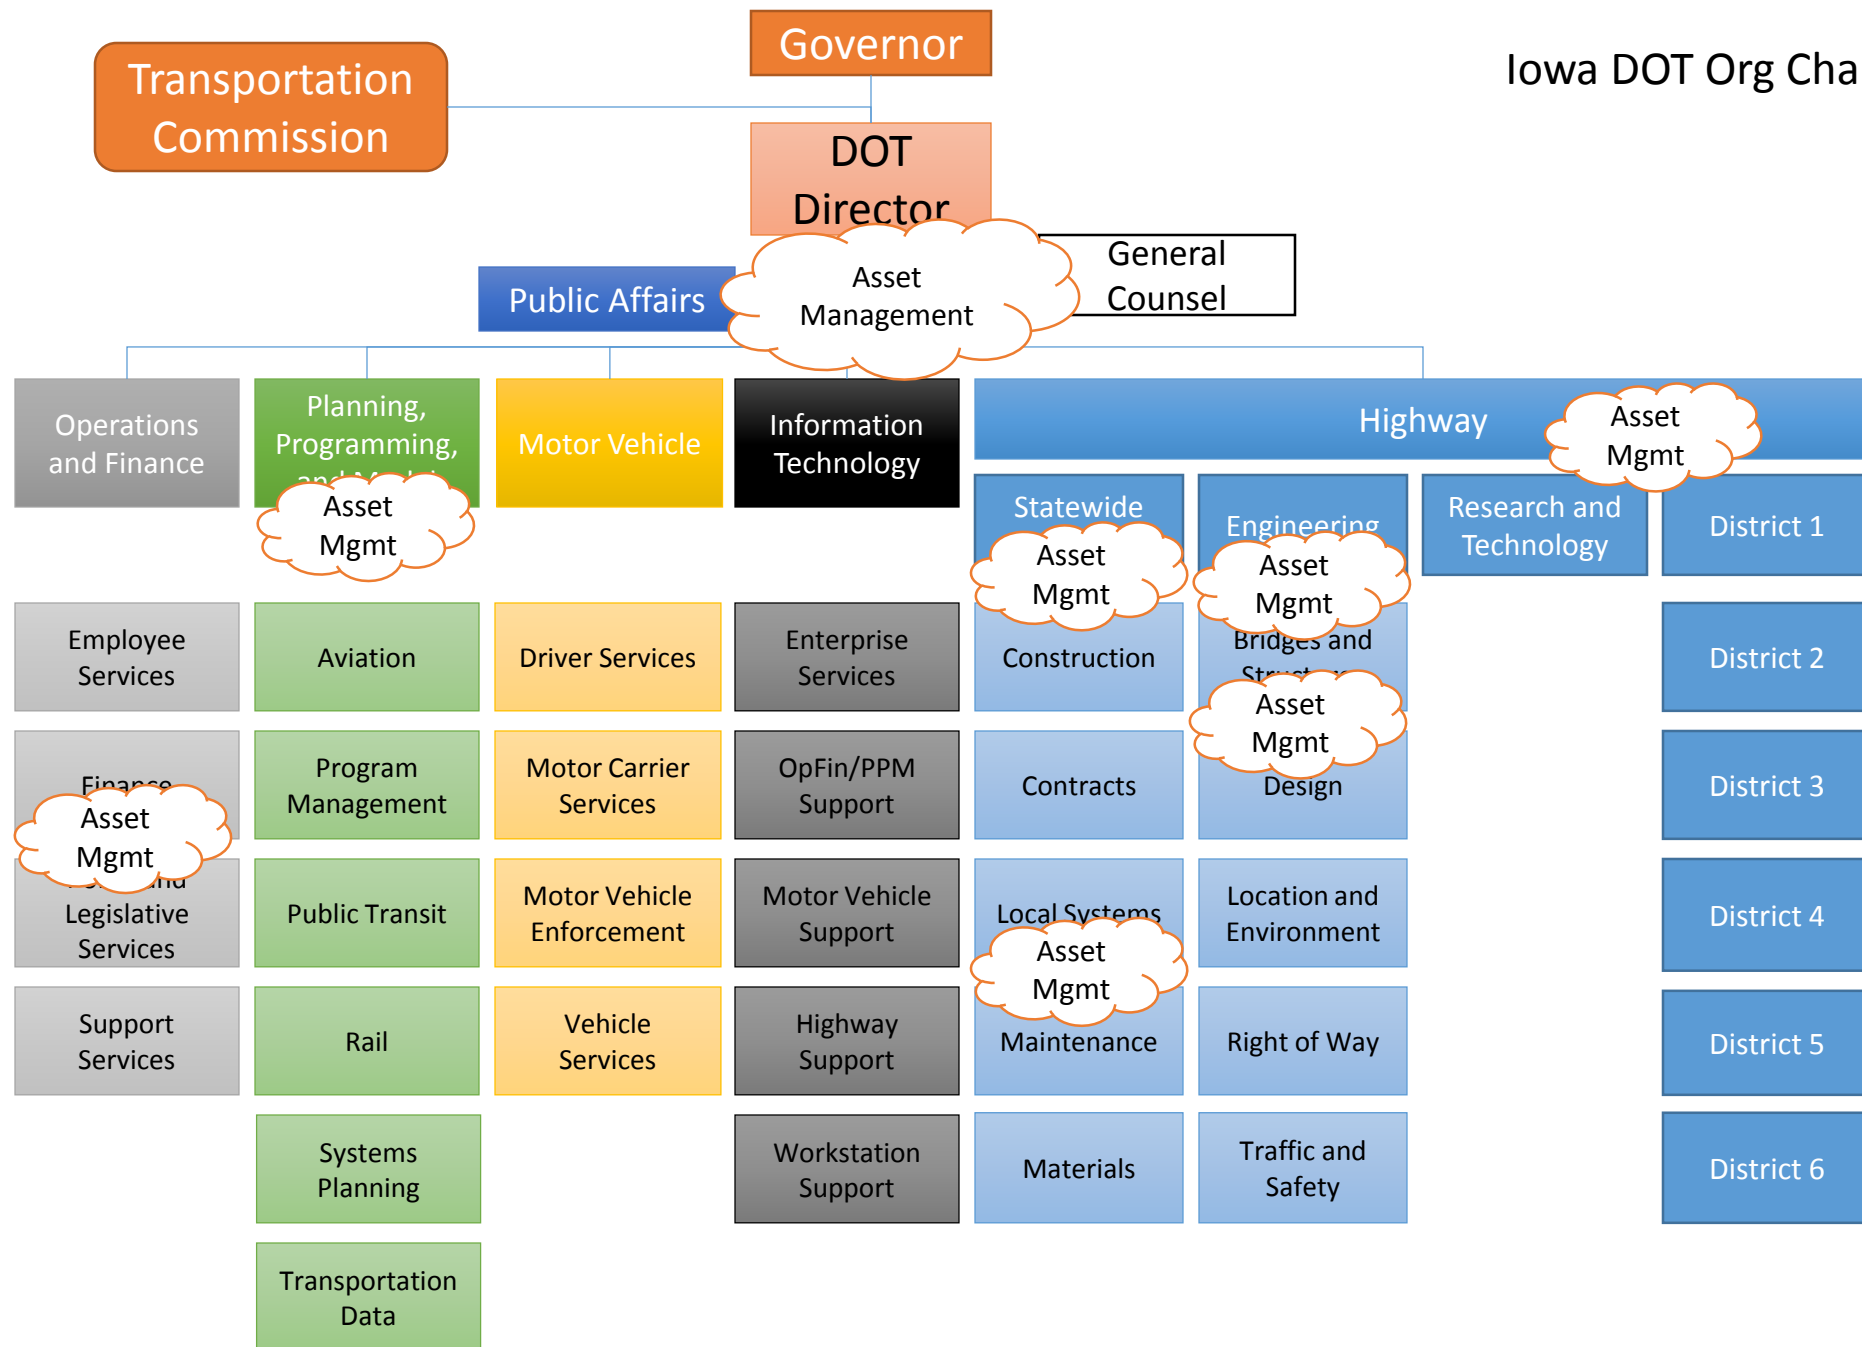 Governor
Transportation
Commission
Iowa DOT Org Cha
DOT
Director
General
Counsel
Public Affairs
Asset
Management
Operations
and Finance
Planning,
Programming,
and
Motor Vehicle
Information
Technology
Highway
Asset
Mgmt
Asset
Mgmt
Statewide
Asset
Mgmt
Engineering
Asset
Mgmt
Research and
Technology
District 1
Employee
Services
Aviation
Driver Services
Enterprise
Services
Construction
Bridges and
Asset
Mgmt
District 2
Finance
Asset
Mgmt
Program
Management
Motor Carrier
Services
OpFin/PPM
Support
Contracts
Design
District 3
and
Legislative
Services
Public Transit
Motor Vehicle
Enforcement
Motor Vehicle
Support
Local Systems
Asset
Mgmt
Location and
Environment
District 4
Support
Services
Rail
Vehicle
Services
Highway
Support
Maintenance
Right of Way
District 5
Systems
Planning
Workstation
Support
Materials
Traffic and
Safety
District 6
Transportation
Data